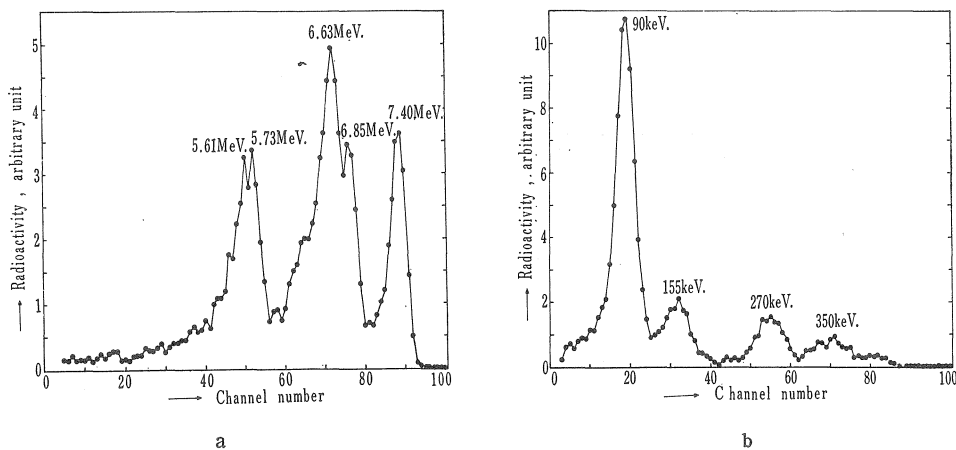 6.63MeV.
7.40MeV.
6.85MeV.
5.61MeV.
5.73MeV.
5
4
3
2
1
0
Radioactivity , arbitrary unit
0 20 40 60 80 100
Channel number
a
90keV.
155keV.
270keV.
350keV.
10
8
6
4
2
0
Radioactivity , . arbitrary unit
0 20 40 60 80 100
C hannel number
b